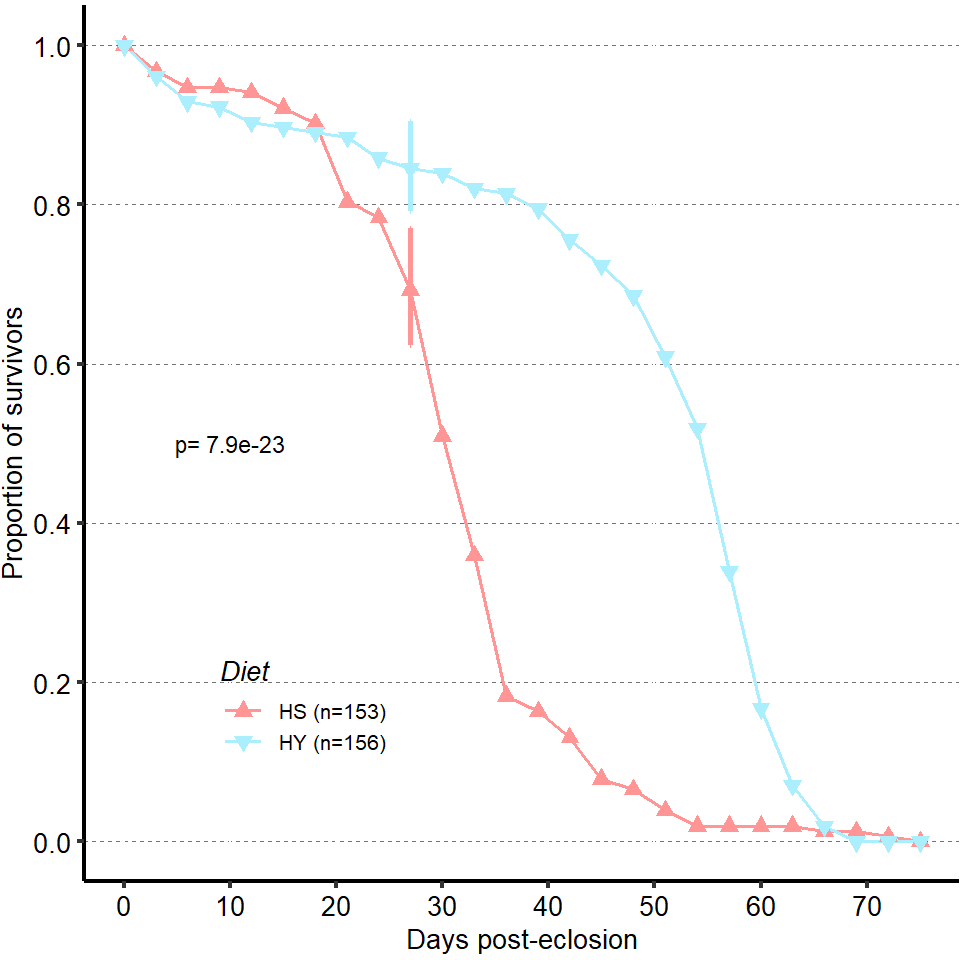 1.0
0.8
0.6
0.4
0.2
0.0
Proportion of survivors
p= 7.9e-23
Diet
HS (n=153)
HY (n=156)
0 10 20 30 40 50 60 70
Days post-eclosion